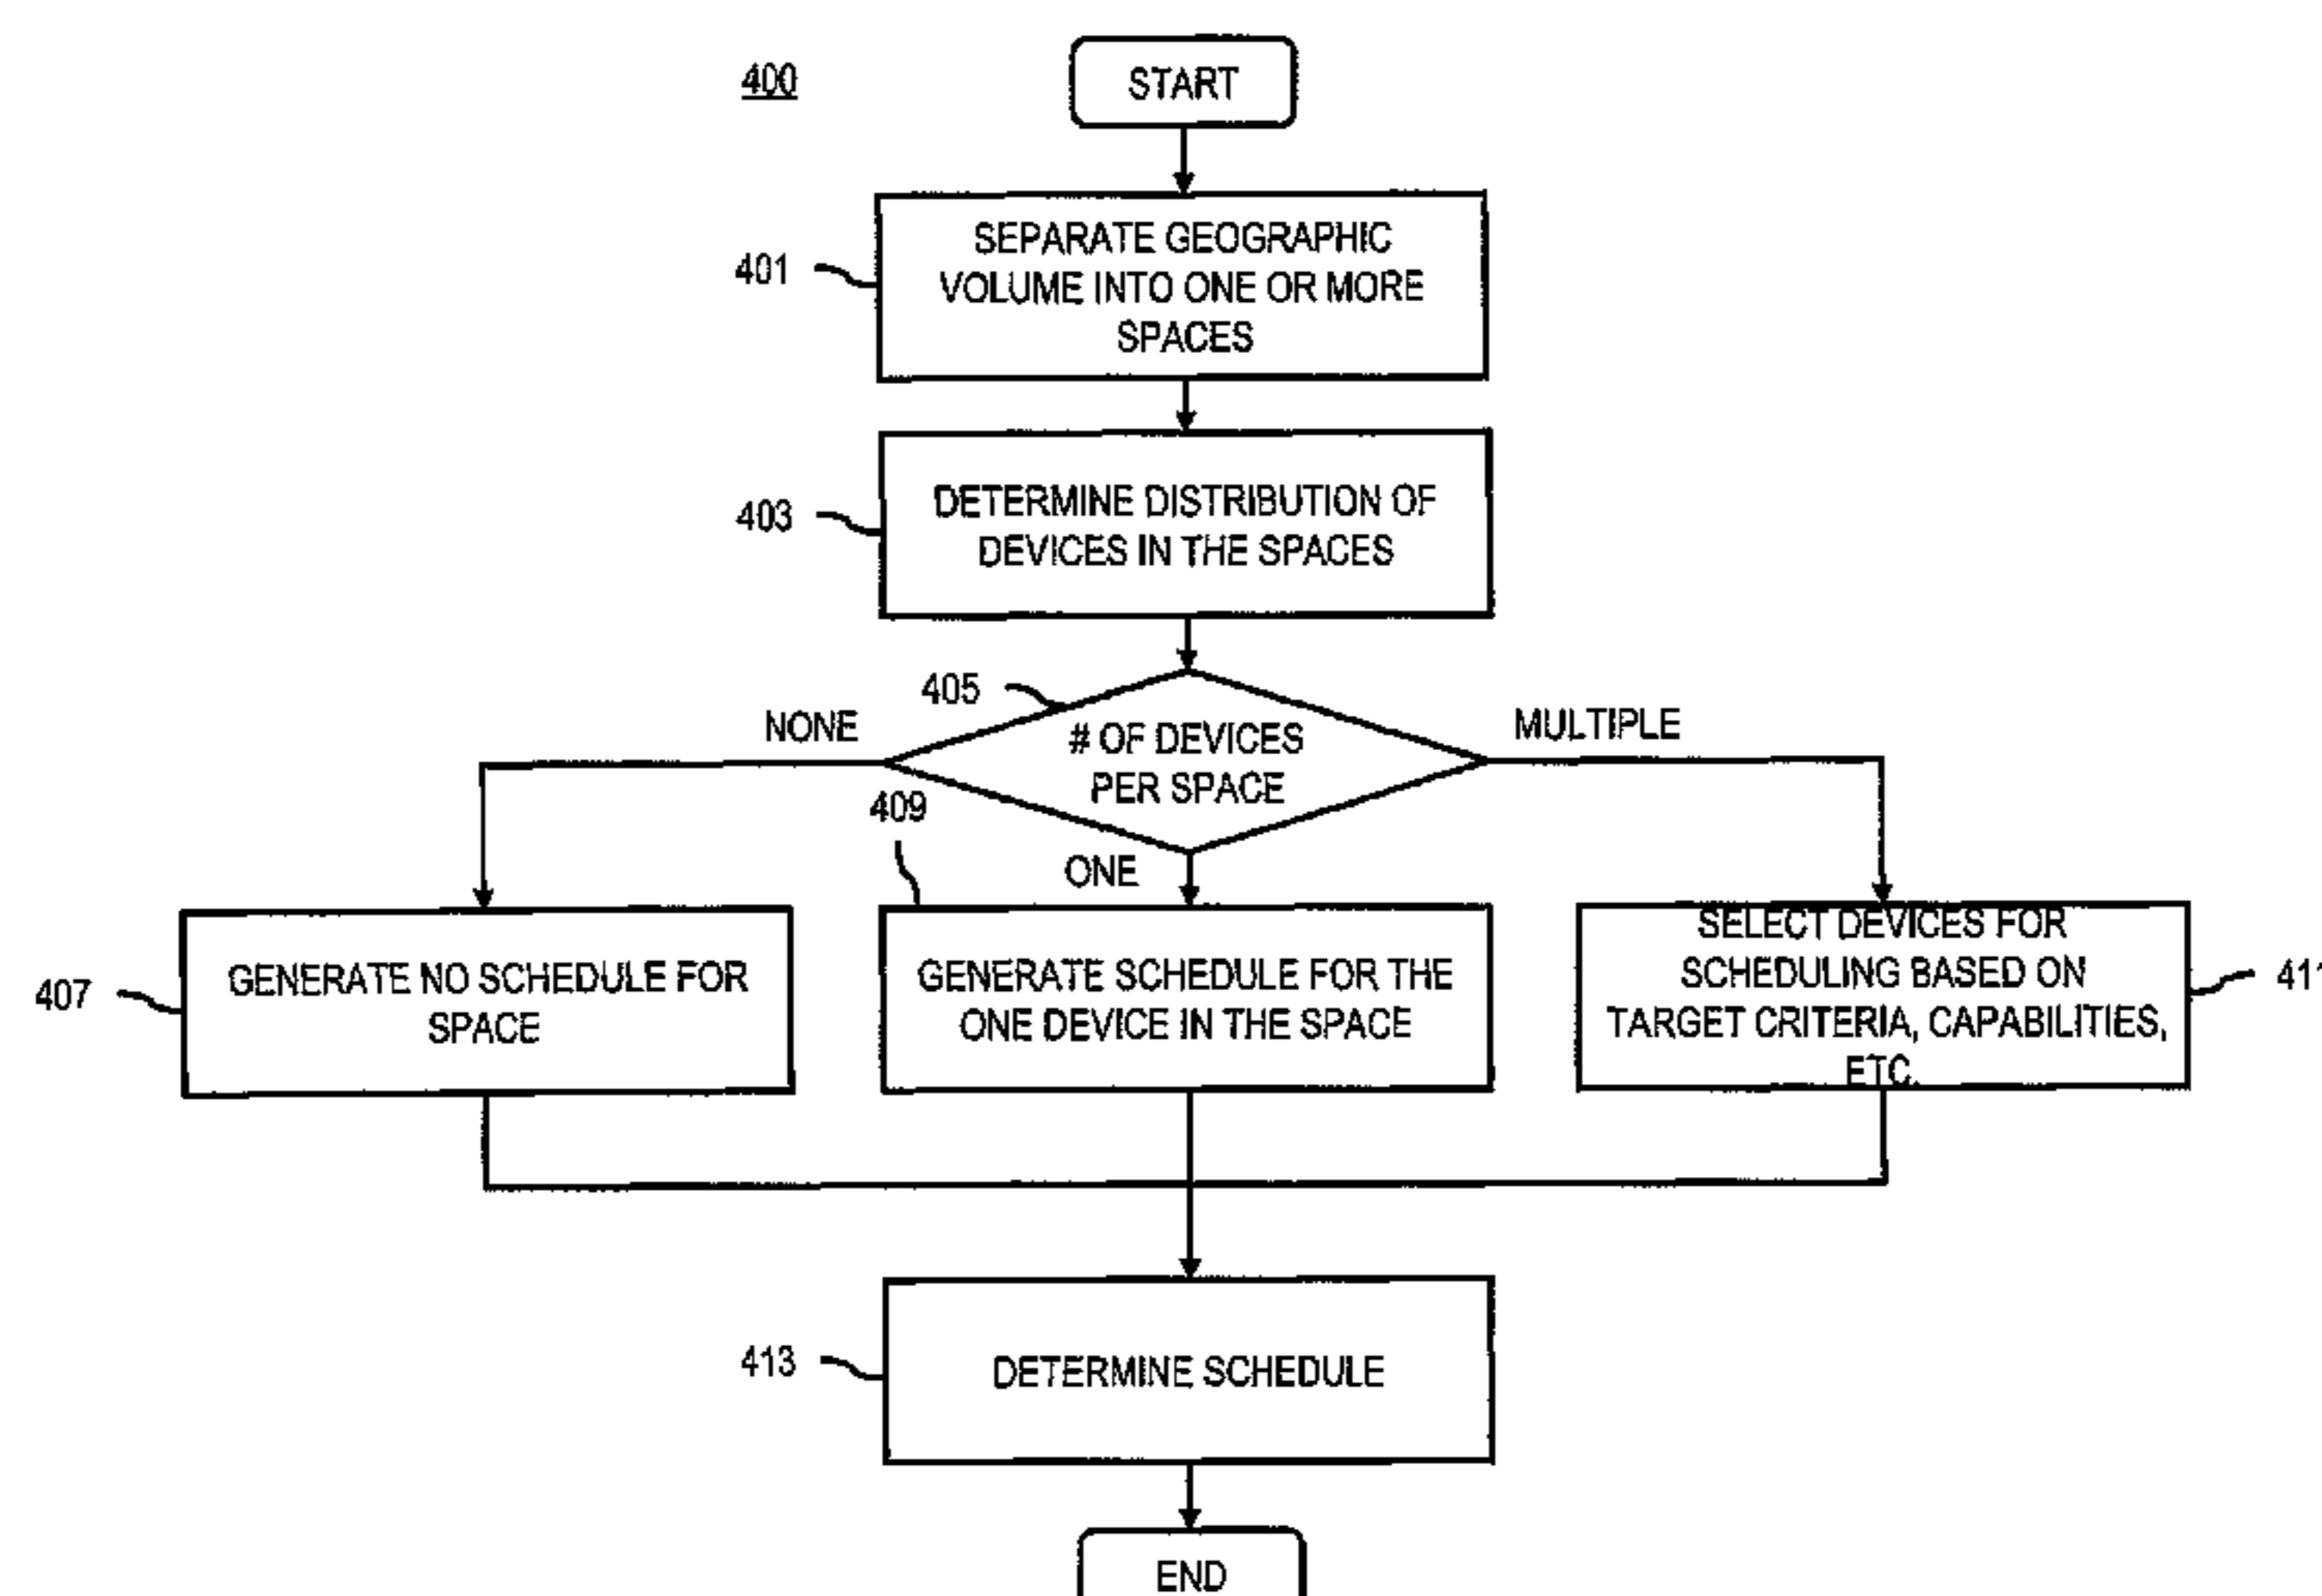 400
START
401
SEPARATE GEOGRAPHIC
VOLUME INTO ONE OR MORE
SPACES
403
DETERMINE DISTRIBUTION OF
DEVICES IN THE SPACES
405
# OF DEVICES
PER SPACE
NONE
MULTIPLE
ONE
407
GENERATE NO SCHEDULE FOR
SPACE
409
GENERATE SCHEDULE FOR THE
ONE DEVICE IN THE SPACE
SELECT DEVICES FOR
SCHEDULING BASED ON
TARGET CRITERIA, CAPABILITIES,
ETC.
411
413
DETERMINE SCHEDULE
END